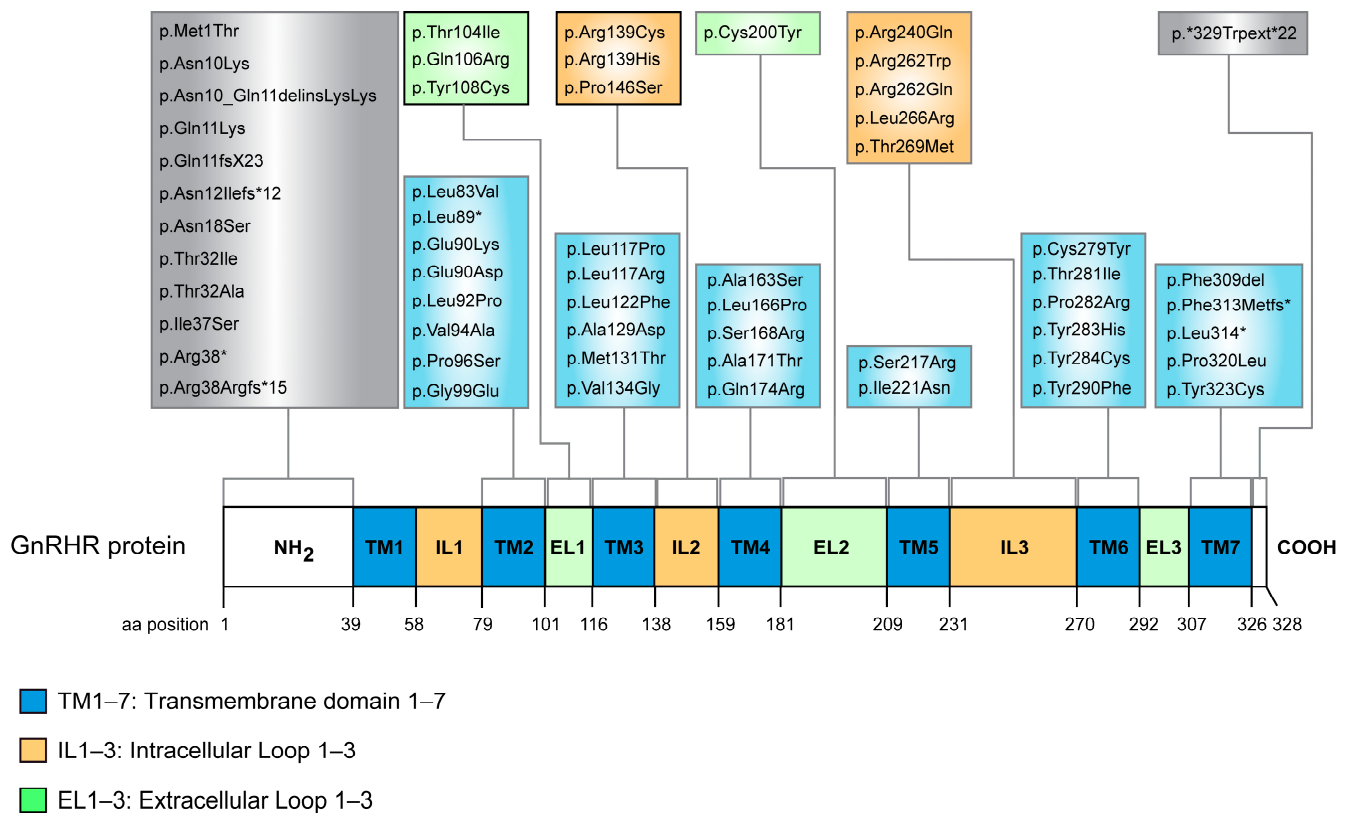 p.Met1Thr
p.Asn10Lys
p.Asn10_Gln11delinsLysLys
p.Gln11Lys
p.Gln11fsX23
p.Asn12Ilefs*12
p.Asn18Ser
p.Thr32Ile
p.Thr32Ala
p.Ile37Ser
p.Arg38*
p.Arg38Argfs*15
p.Thr104Ile
p.Gln106Arg
p.Tyr108Cys
p.Leu83Val
p.Leu89*
p.Glu90Lys
p.Glu90Asp
p.Leu92Pro
p.Val94Ala
p.Pro96Ser
p.Gly99Glu
p.Arg139Cys
p.Arg139His
p.Pro146Ser
p.Leu117Pro
p.Leu117Arg
p.Leu122Phe
p.Ala129Asp
p.Met131Thr
p.Val134Gly
p.Cys200Tyr
p.Ala163Ser
p.Leu166Pro
p.Ser168Arg
p.Ala171Thr
p.Gln174Arg
p.Arg240Gln
p.Arg262Trp
p.Arg262Gln
p.Leu266Arg
p.Thr269Met
p.Ser217Arg
p.Ile221Asn
p.Cys279Tyr
p.Thr281Ile
p.Pro282Arg
p.Tyr283His
p.Tyr284Cys
p.Tyr290Phe
p.*329Trpext*22
p.Phe309del
p.Phe313Metfs*
p.Leu314*
p.Pro320Leu
p.Tyr323Cys
GnRHR protein NH2 TM1 IL1 TM2 EL1 TM3 IL2 TM4 EL2 TM5 IL3 TM6 EL3 TM7 COOH
aa position 1 39 58 79 101 116 138 159 181 209 231 270 292 307 326 328
TM1–7: Transmembrane domain 1–7
IL1–3: Intracellular Loop 1–3
EL1–3: Extracellular Loop 1–3